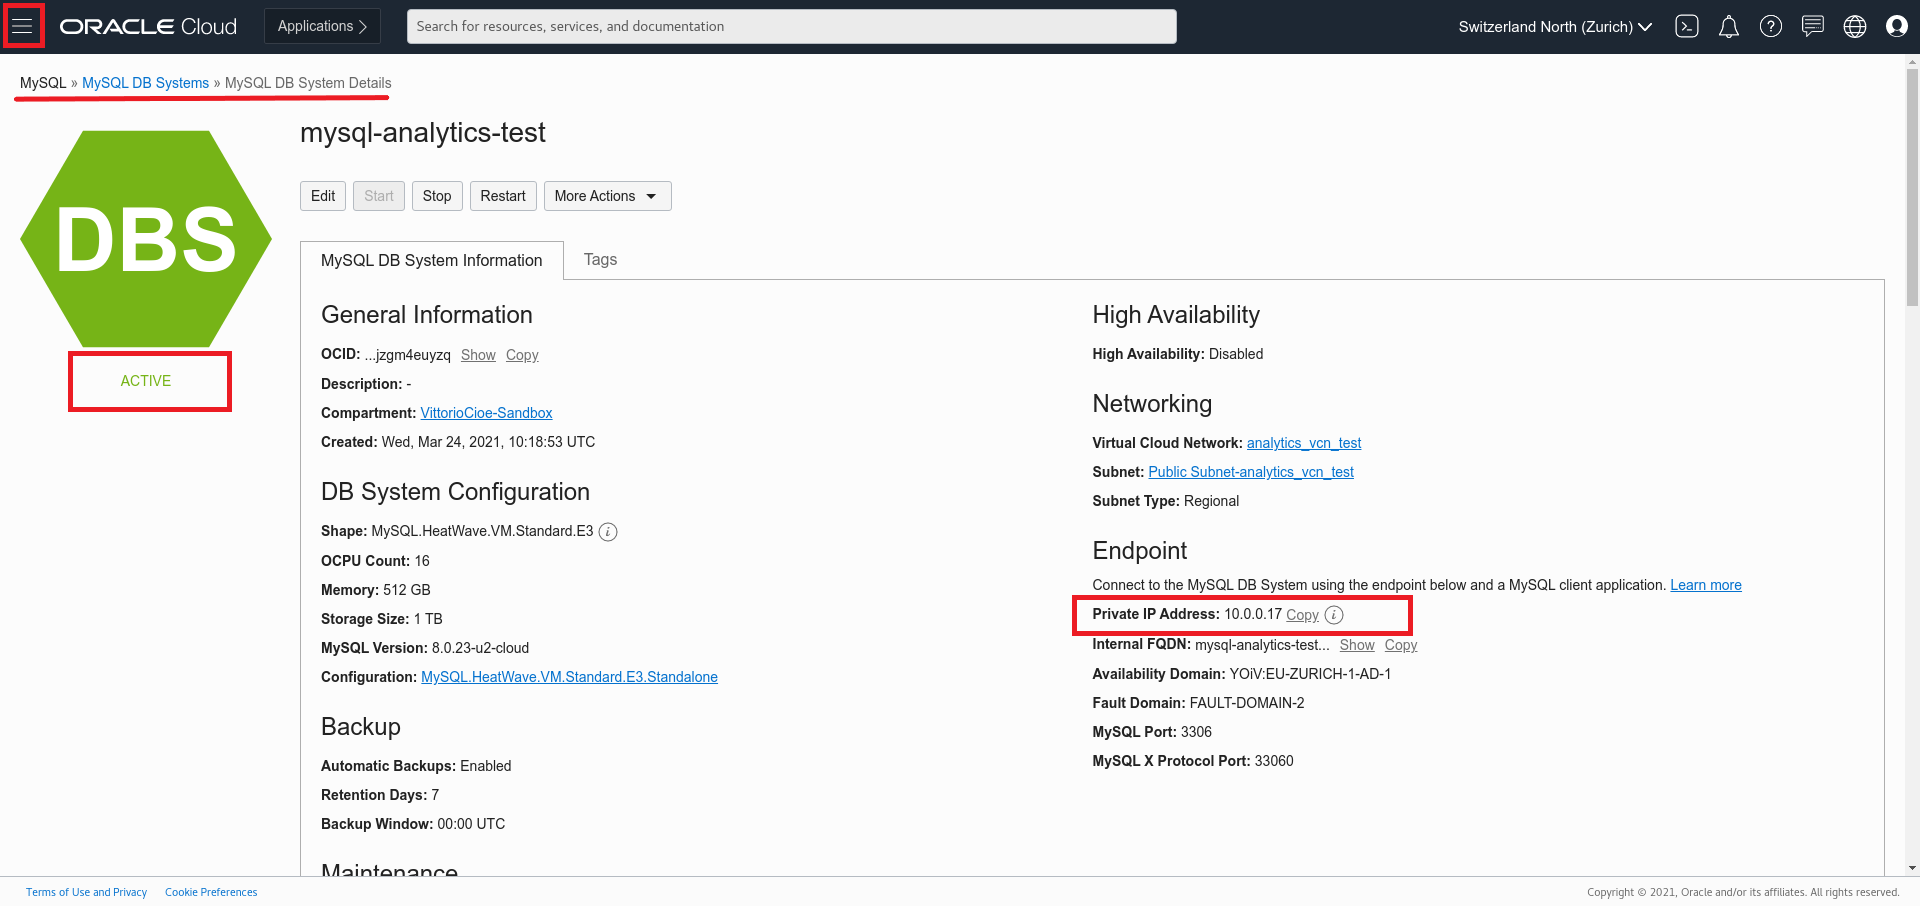 ORACLE Cloud
Applications
Search for resources, services, and documentation
Switzerland North (Zurich)
MySQL » MySQL DB Systems » MySQL DB System Details
DBS
ACTIVE
mysql-analytics-test
Edit
Start
Stop
Restart
More Actions
MySQL DB System Information
Tags
General Information
OCID: ...jzgm4euyzq Show Copy
Description: -
Compartment: VittorioCioe-Sandbox
Created: Wed, Mar 24, 2021, 10:18:53 UTC
DB System Configuration
Shape: MySQL.HeatWave.VM.Standard.E3 i
OCPU Count: 16
Memory: 512 GB
Storage Size: 1 TB
MySQL Version: 8.0.23-u2-cloud
Configuration: MySQL.HeatWave.VM.Standard.E3.Standalone
Backup
Automatic Backups: Enabled
Retention Days: 7
Backup Window: 00:00 UTC
Maintenance
High Availability
High Availability: Disabled
Networking
Virtual Cloud Network: analytics_vcn_test
Subnet: Public Subnet-analytics_vcn_test
Subnet Type: Regional
Endpoint
Connect to the MySQL DB System using the endpoint below and a MySQL client application. Learn more
Private IP Address: 10.0.0.17 Copy i
Internal FQDN: mysql-analytics-test... Show Copy
Availability Domain: YOiV:EU-ZURICH-1-AD-1
Fault Domain: FAULT-DOMAIN-2
MySQL Port: 3306
MySQL X Protocol Port: 33060
Terms of Use and Privacy
Cookie Preferences
Copyright © 2021, Oracle and/or its affiliates. All rights reserved.